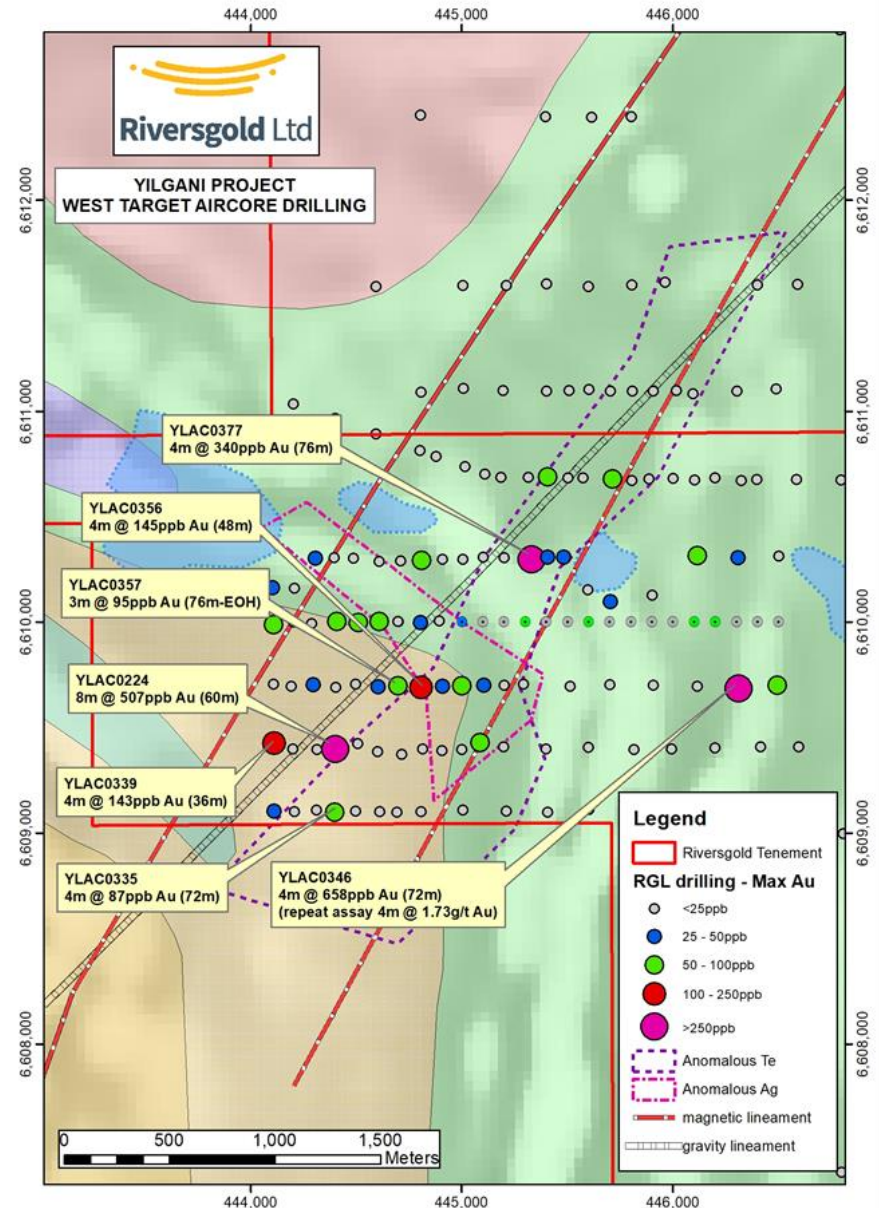 444,000 445,000 446,000
Riversgold Ltd
YILGANI PROJECT
WEST TARGET AIRCORE DRILLING
6,612,000 6,612,000
6,611,000 6,611,000
YLAC0377
4m @ 340ppb Au (76m)
YLAC0356
4m @ 145ppb Au (48m)
YLAC0357
3m @ 95ppb Au (76m-EOH)
6,610,000 6,610,000
YLAC0224
8m @ 507ppb Au (60m)
YLAC0339
4m @ 143ppb Au (36m)
6,609,000 6,609,000
YLAC0335
4m @ 87ppb Au (72m)
YLAC0346
4m @ 658ppb Au (72m)
(repeat assay 4m @ 1.73g/t Au)
Legend
Riversgold Tenement
RGL drilling - Max Au
<25ppb
25 - 50ppb
50 - 100ppb
100 - 250ppb
>250ppb
Anomalous Te
Anomalous Ag
magnetic lineament
gravity lineament
6,608,000 6,608,000
0 500 1,000 1,500
Meters
444,000 445,000 446,000